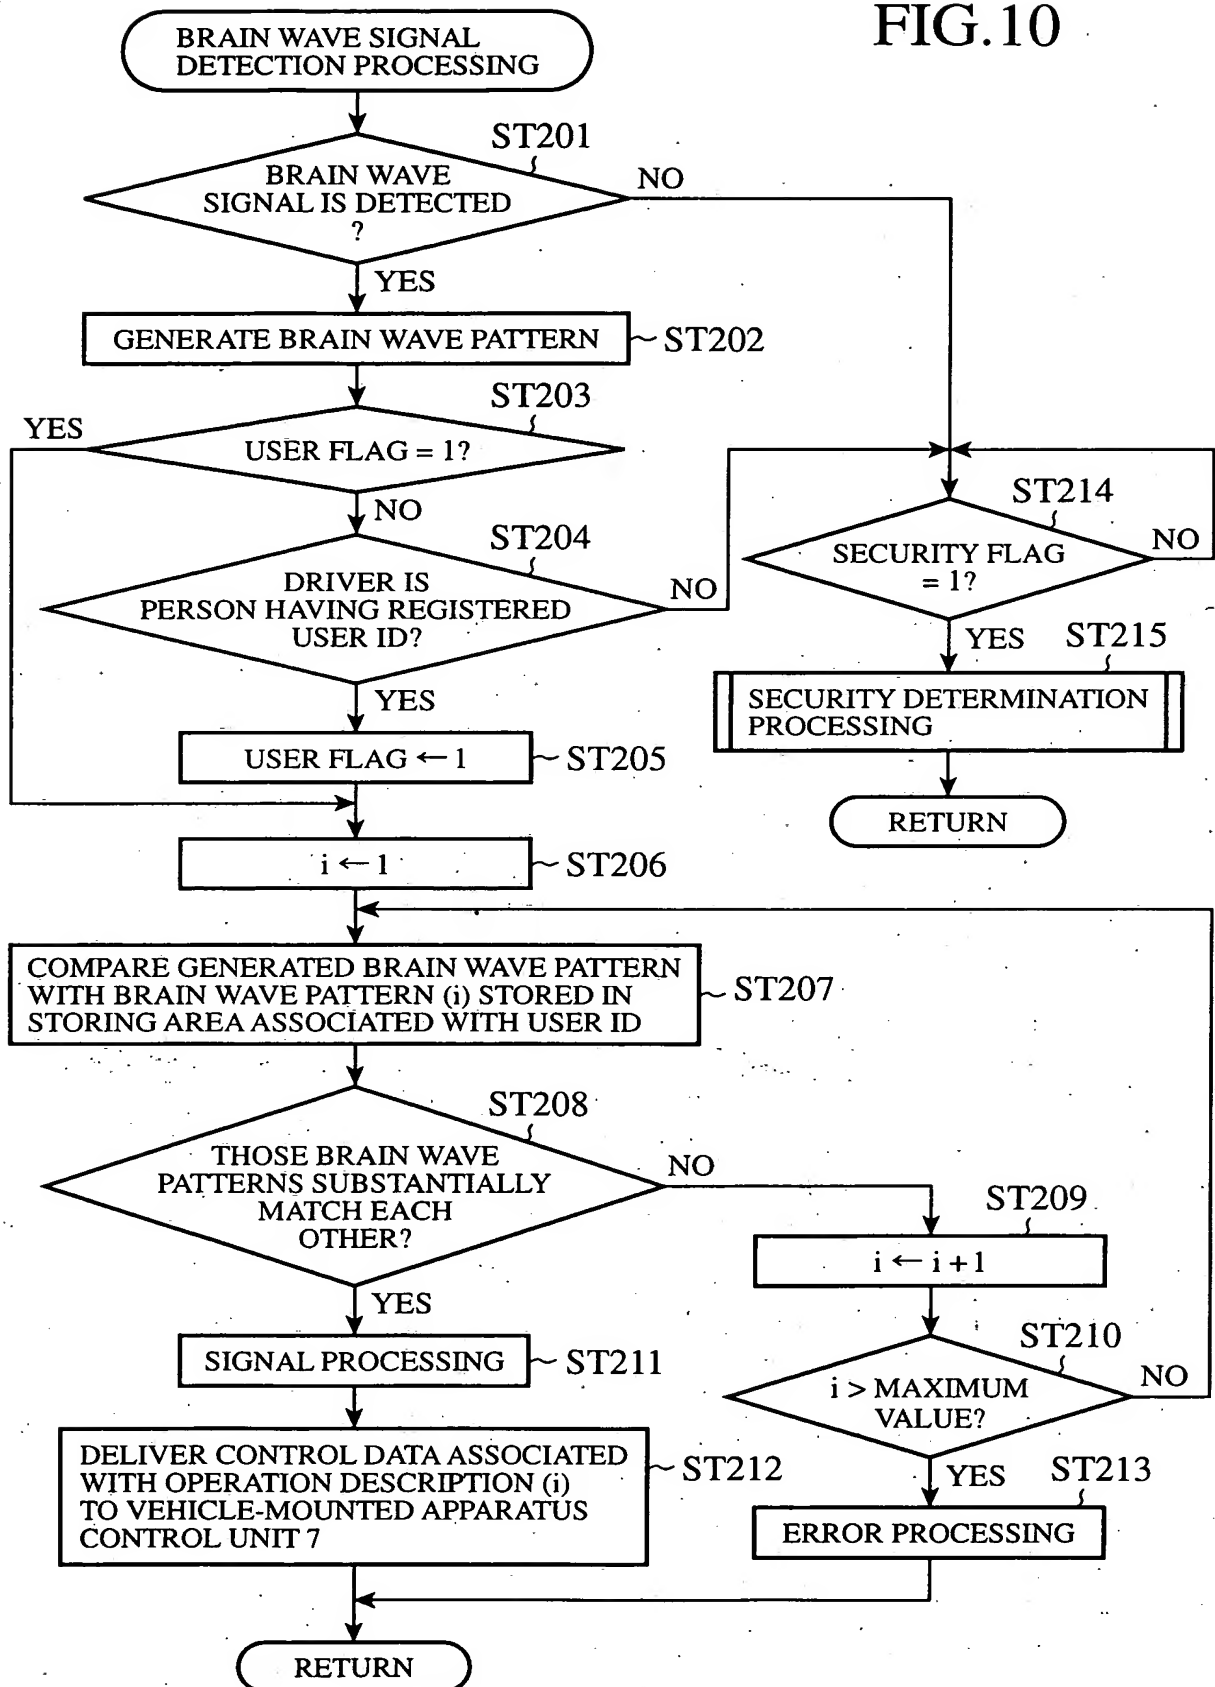 FIG.10
BRAIN WAVE SIGNAL
DETECTION PROCESSING
ST201
BRAIN WAVE
SIGNAL IS DETECTED
?
NO
YES
GENERATE BRAIN WAVE PATTERN
ST202
ST203
YES
USER FLAG = 1?
NO
ST204
DRIVER IS
PERSON HAVING REGISTERED
USER ID?
NO
YES
ST214
SECURITY FLAG
= 1?
NO
YES
ST215
SECURITY DETERMINATION
PROCESSING
RETURN
USER FLAG ← 1
ST205
i ← 1
ST206
COMPARE GENERATED BRAIN WAVE PATTERN
WITH BRAIN WAVE PATTERN (i) STORED IN
STORING AREA ASSOCIATED WITH USER ID
ST207
ST208
THOSE BRAIN WAVE
PATTERNS SUBSTANTIALLY
MATCH EACH
OTHER?
NO
YES
ST209
i ← i + 1
ST210
i > MAXIMUM
VALUE?
NO
YES
SIGNAL PROCESSING
ST211
DELIVER CONTROL DATA ASSOCIATED
WITH OPERATION DESCRIPTION (i)
TO VEHICLE-MOUNTED APPARATUS
CONTROL UNIT 7
ST212
ST213
ERROR PROCESSING
RETURN